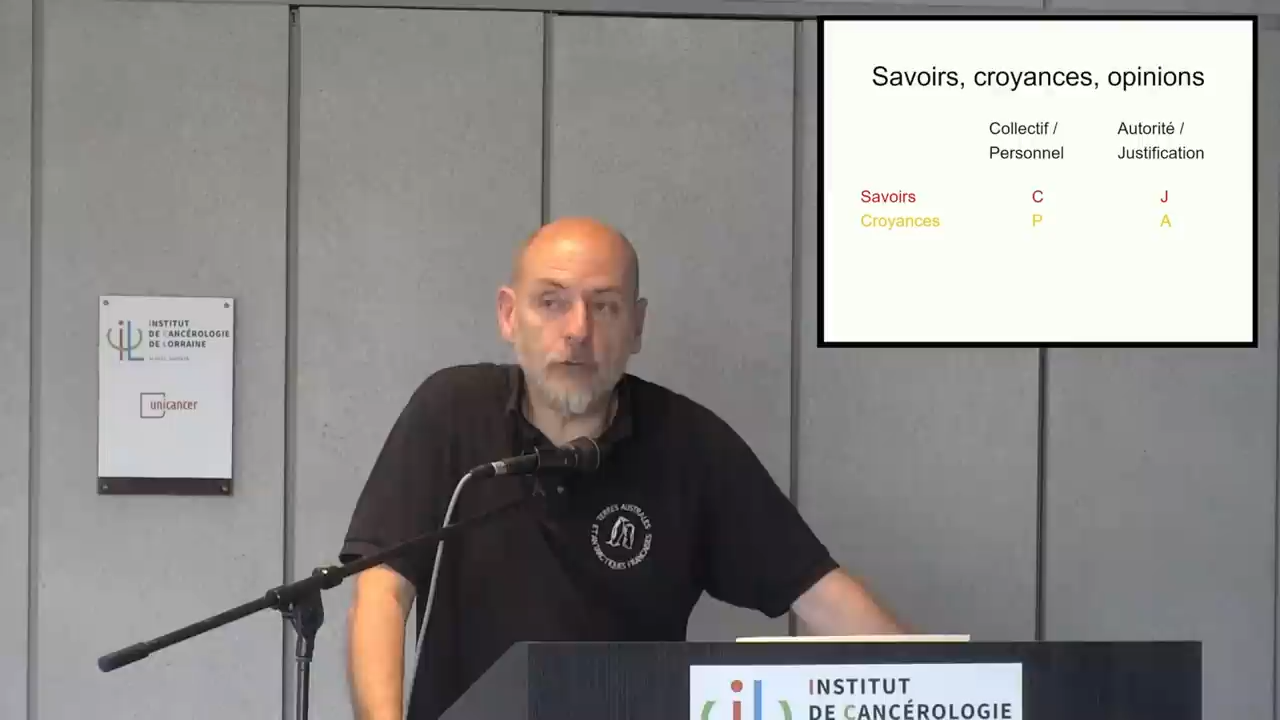 Savoirs, croyances, opinions
Collectif / Autorité /
Personnel Justification
Savoirs C J
Croyances P A
INSTITUT
DE CANCÉROLOGIE
DE LORRAINE
unicancer
TERRES AUSTRALES
ET ANTARCTIQUES FRANÇAISES
INSTITUT
DE CANCÉROLOGIE